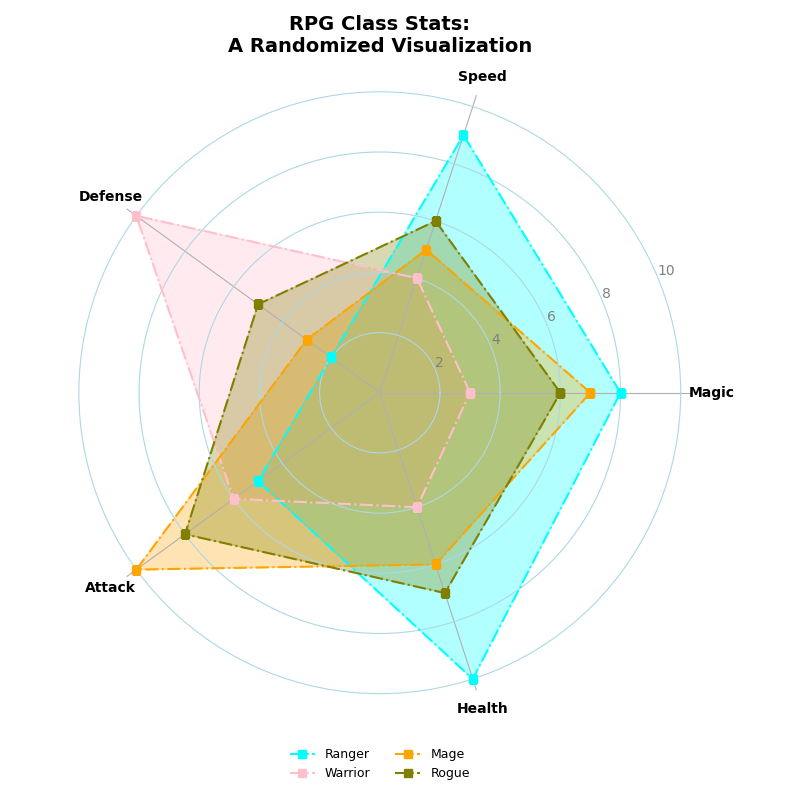 RPG Class Stats:
A Randomized Visualization
Speed
Defense
10
8
6
4
2
Magic
Attack
Health
Ranger
Mage
Warrior
Rogue